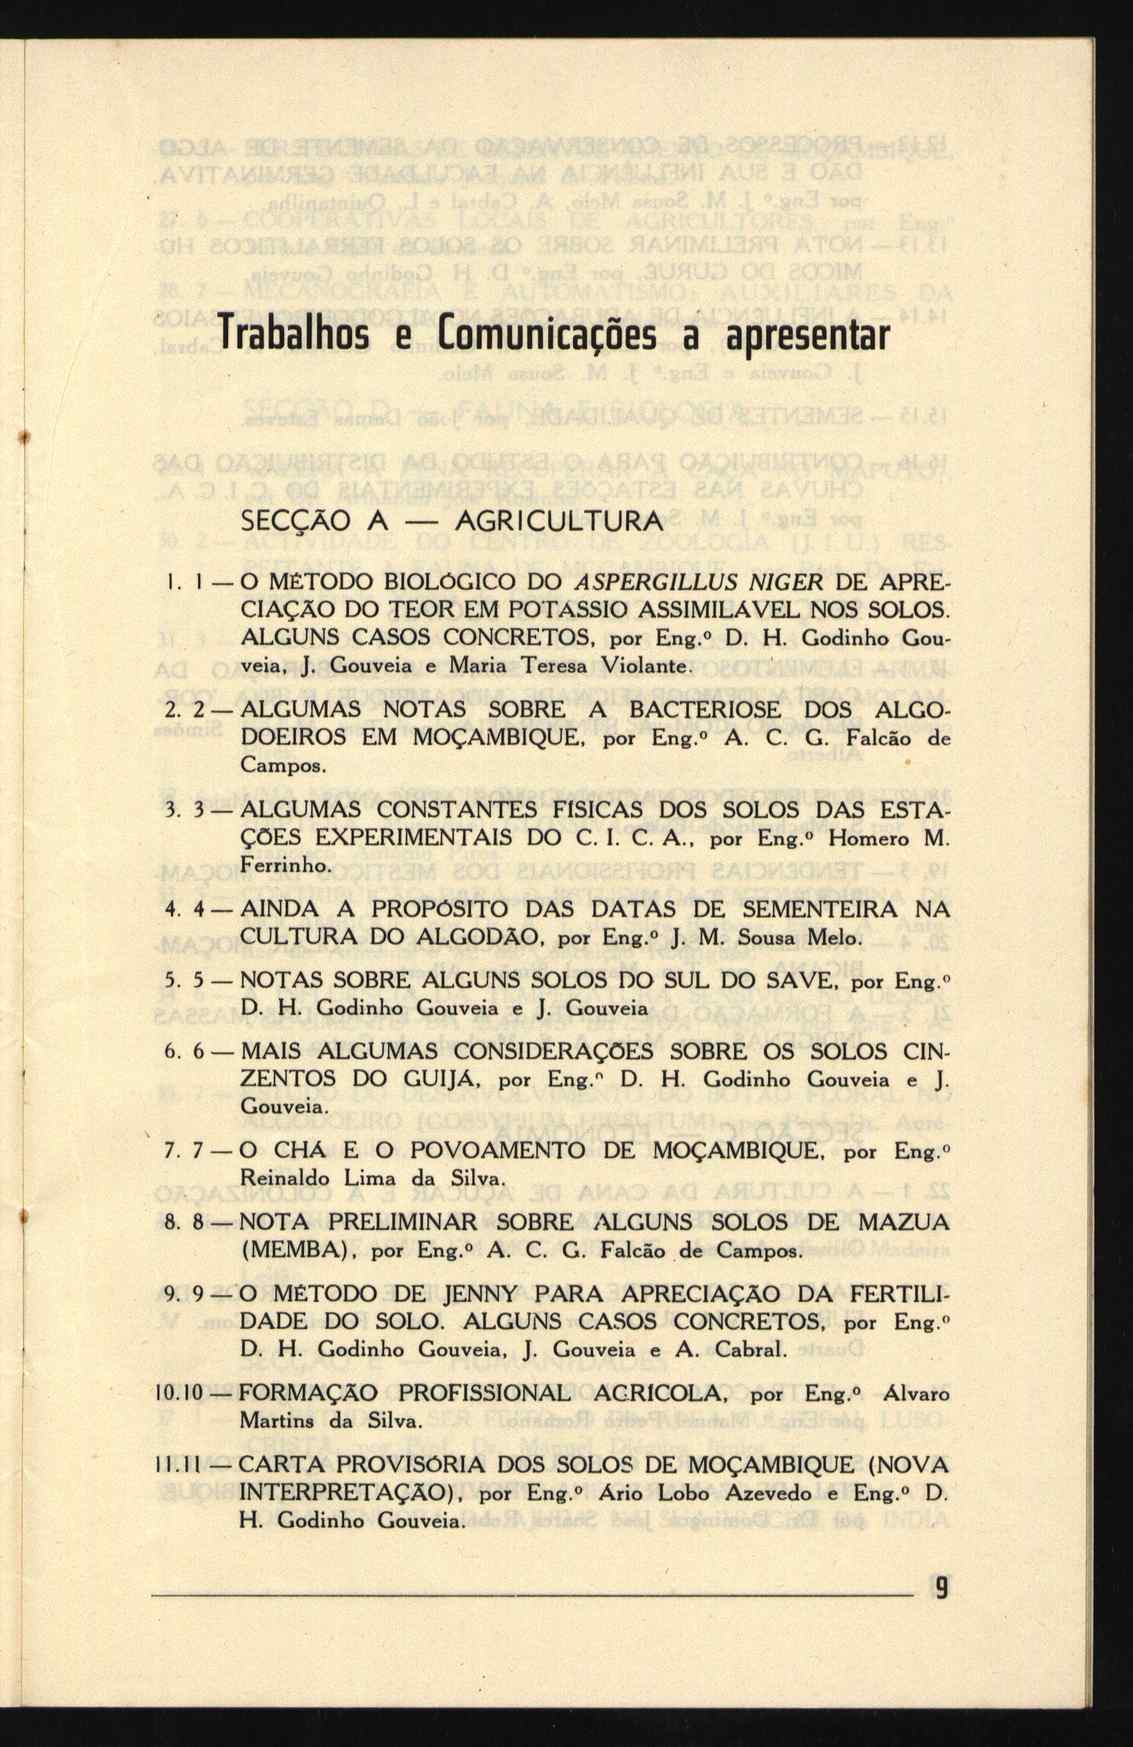 Trabalhos e Comunicações a apresentar
SECÇÃO A — AGRICULTURA
1. 1 — O MÉTODO BIOLÓGICO DO ASPERGILLUS NIGER DE APRE-
CIAÇÃO DO TEOR EM POTÁSSIO ASSIMILÁVEL NOS SOLOS.
ALGUNS CASOS CONCRETOS, por Eng.º D. H. Godinho Gou-
veia, J. Gouveia e Maria Teresa Violante.
2. 2 — ALGUMAS NOTAS SOBRE A BACTERIOSE DOS ALGO-
DOEIROS EM MOÇAMBIQUE, por Eng.º A. C. G. Falcão de
Campos.
3. 3 — ALGUMAS CONSTANTES FÍSICAS DOS SOLOS DAS ESTA-
ÇÕES EXPERIMENTAIS DO C. I. C. A., por Eng.º Homero M.
Ferrinho.
4. 4 — AINDA A PROPÓSITO DAS DATAS DE SEMENTEIRA NA
CULTURA DO ALGODÃO, por Eng.º J. M. Sousa Melo.
5. 5 — NOTAS SOBRE ALGUNS SOLOS DO SUL DO SAVE, por Eng.º
D. H. Godinho Gouveia e J. Gouveia
6. 6 — MAIS ALGUMAS CONSIDERAÇÕES SOBRE OS SOLOS CIN-
ZENTOS DO GUIJÁ, por Eng.º D. H. Godinho Gouveia e J.
Gouveia.
7. 7 — O CHÁ E O POVOAMENTO DE MOÇAMBIQUE, por Eng.º
Reinaldo Lima da Silva.
8. 8 — NOTA PRELIMINAR SOBRE ALGUNS SOLOS DE MAZUA
(MEMBA), por Eng.º A. C. G. Falcão de Campos.
9. 9 — O MÉTODO DE JENNY PARA APRECIAÇÃO DA FERTILI-
DADE DO SOLO. ALGUNS CASOS CONCRETOS, por Eng.º
D. H. Godinho Gouveia, J. Gouveia e A. Cabral.
10.10 — FORMAÇÃO PROFISSIONAL AGRÍCOLA, por Eng.º Álvaro
Martins da Silva.
11.11 — CARTA PROVISÓRIA DOS SOLOS DE MOÇAMBIQUE (NOVA
INTERPRETAÇÃO), por Eng.º Ário Lobo Azevedo e Eng.º D.
H. Godinho Gouveia.
9